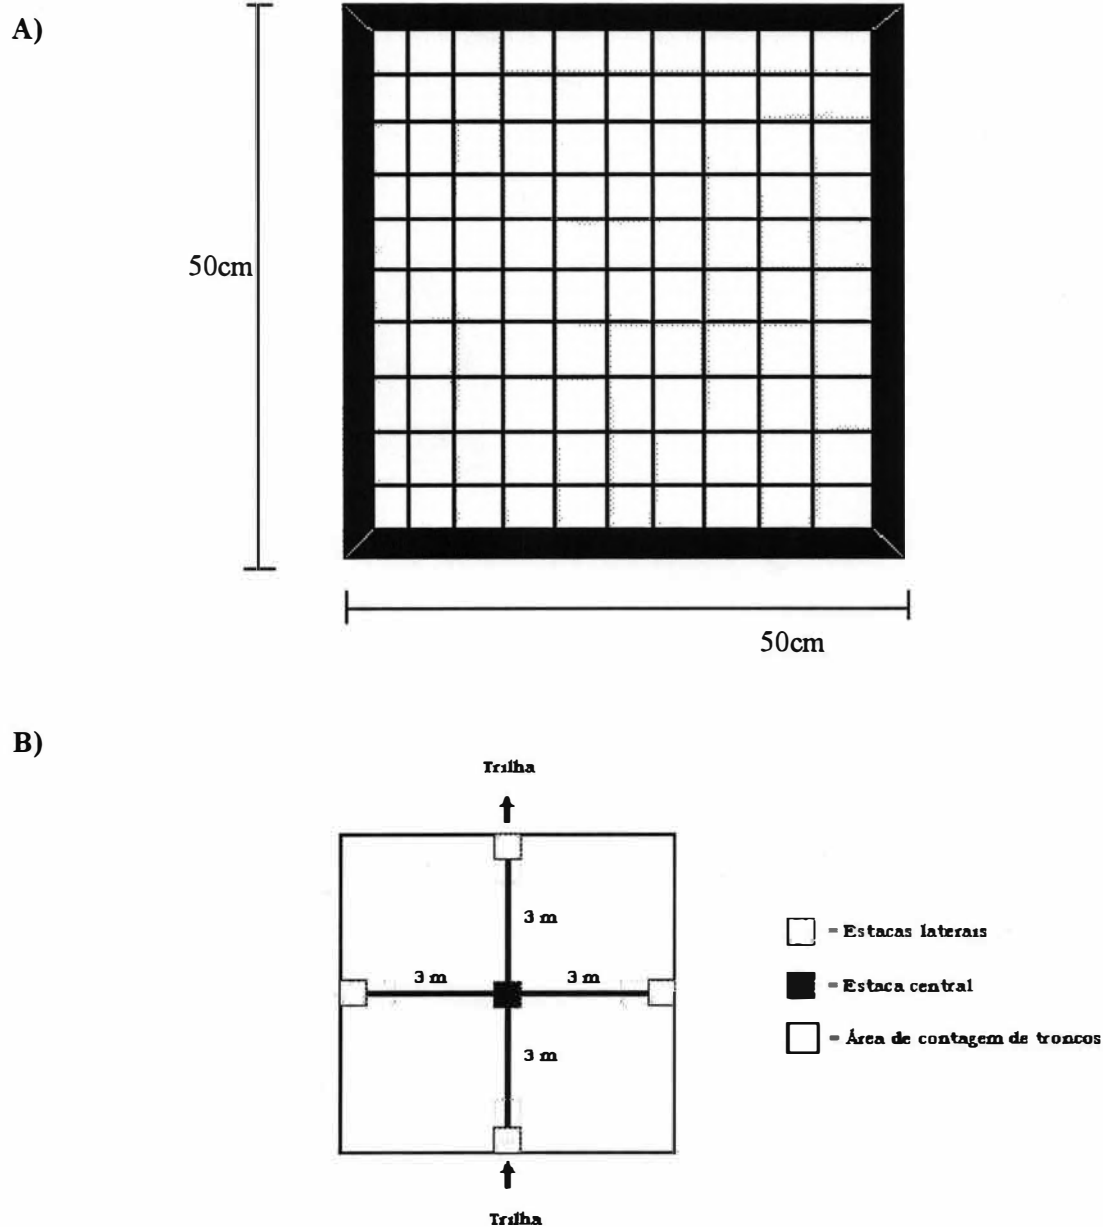 A)
50cm
50cm
B)
Trilha
3 m
3 m
3 m
3 m
Trilha
= Estacas laterais
= Estaca central
= Área de contagem de troncos